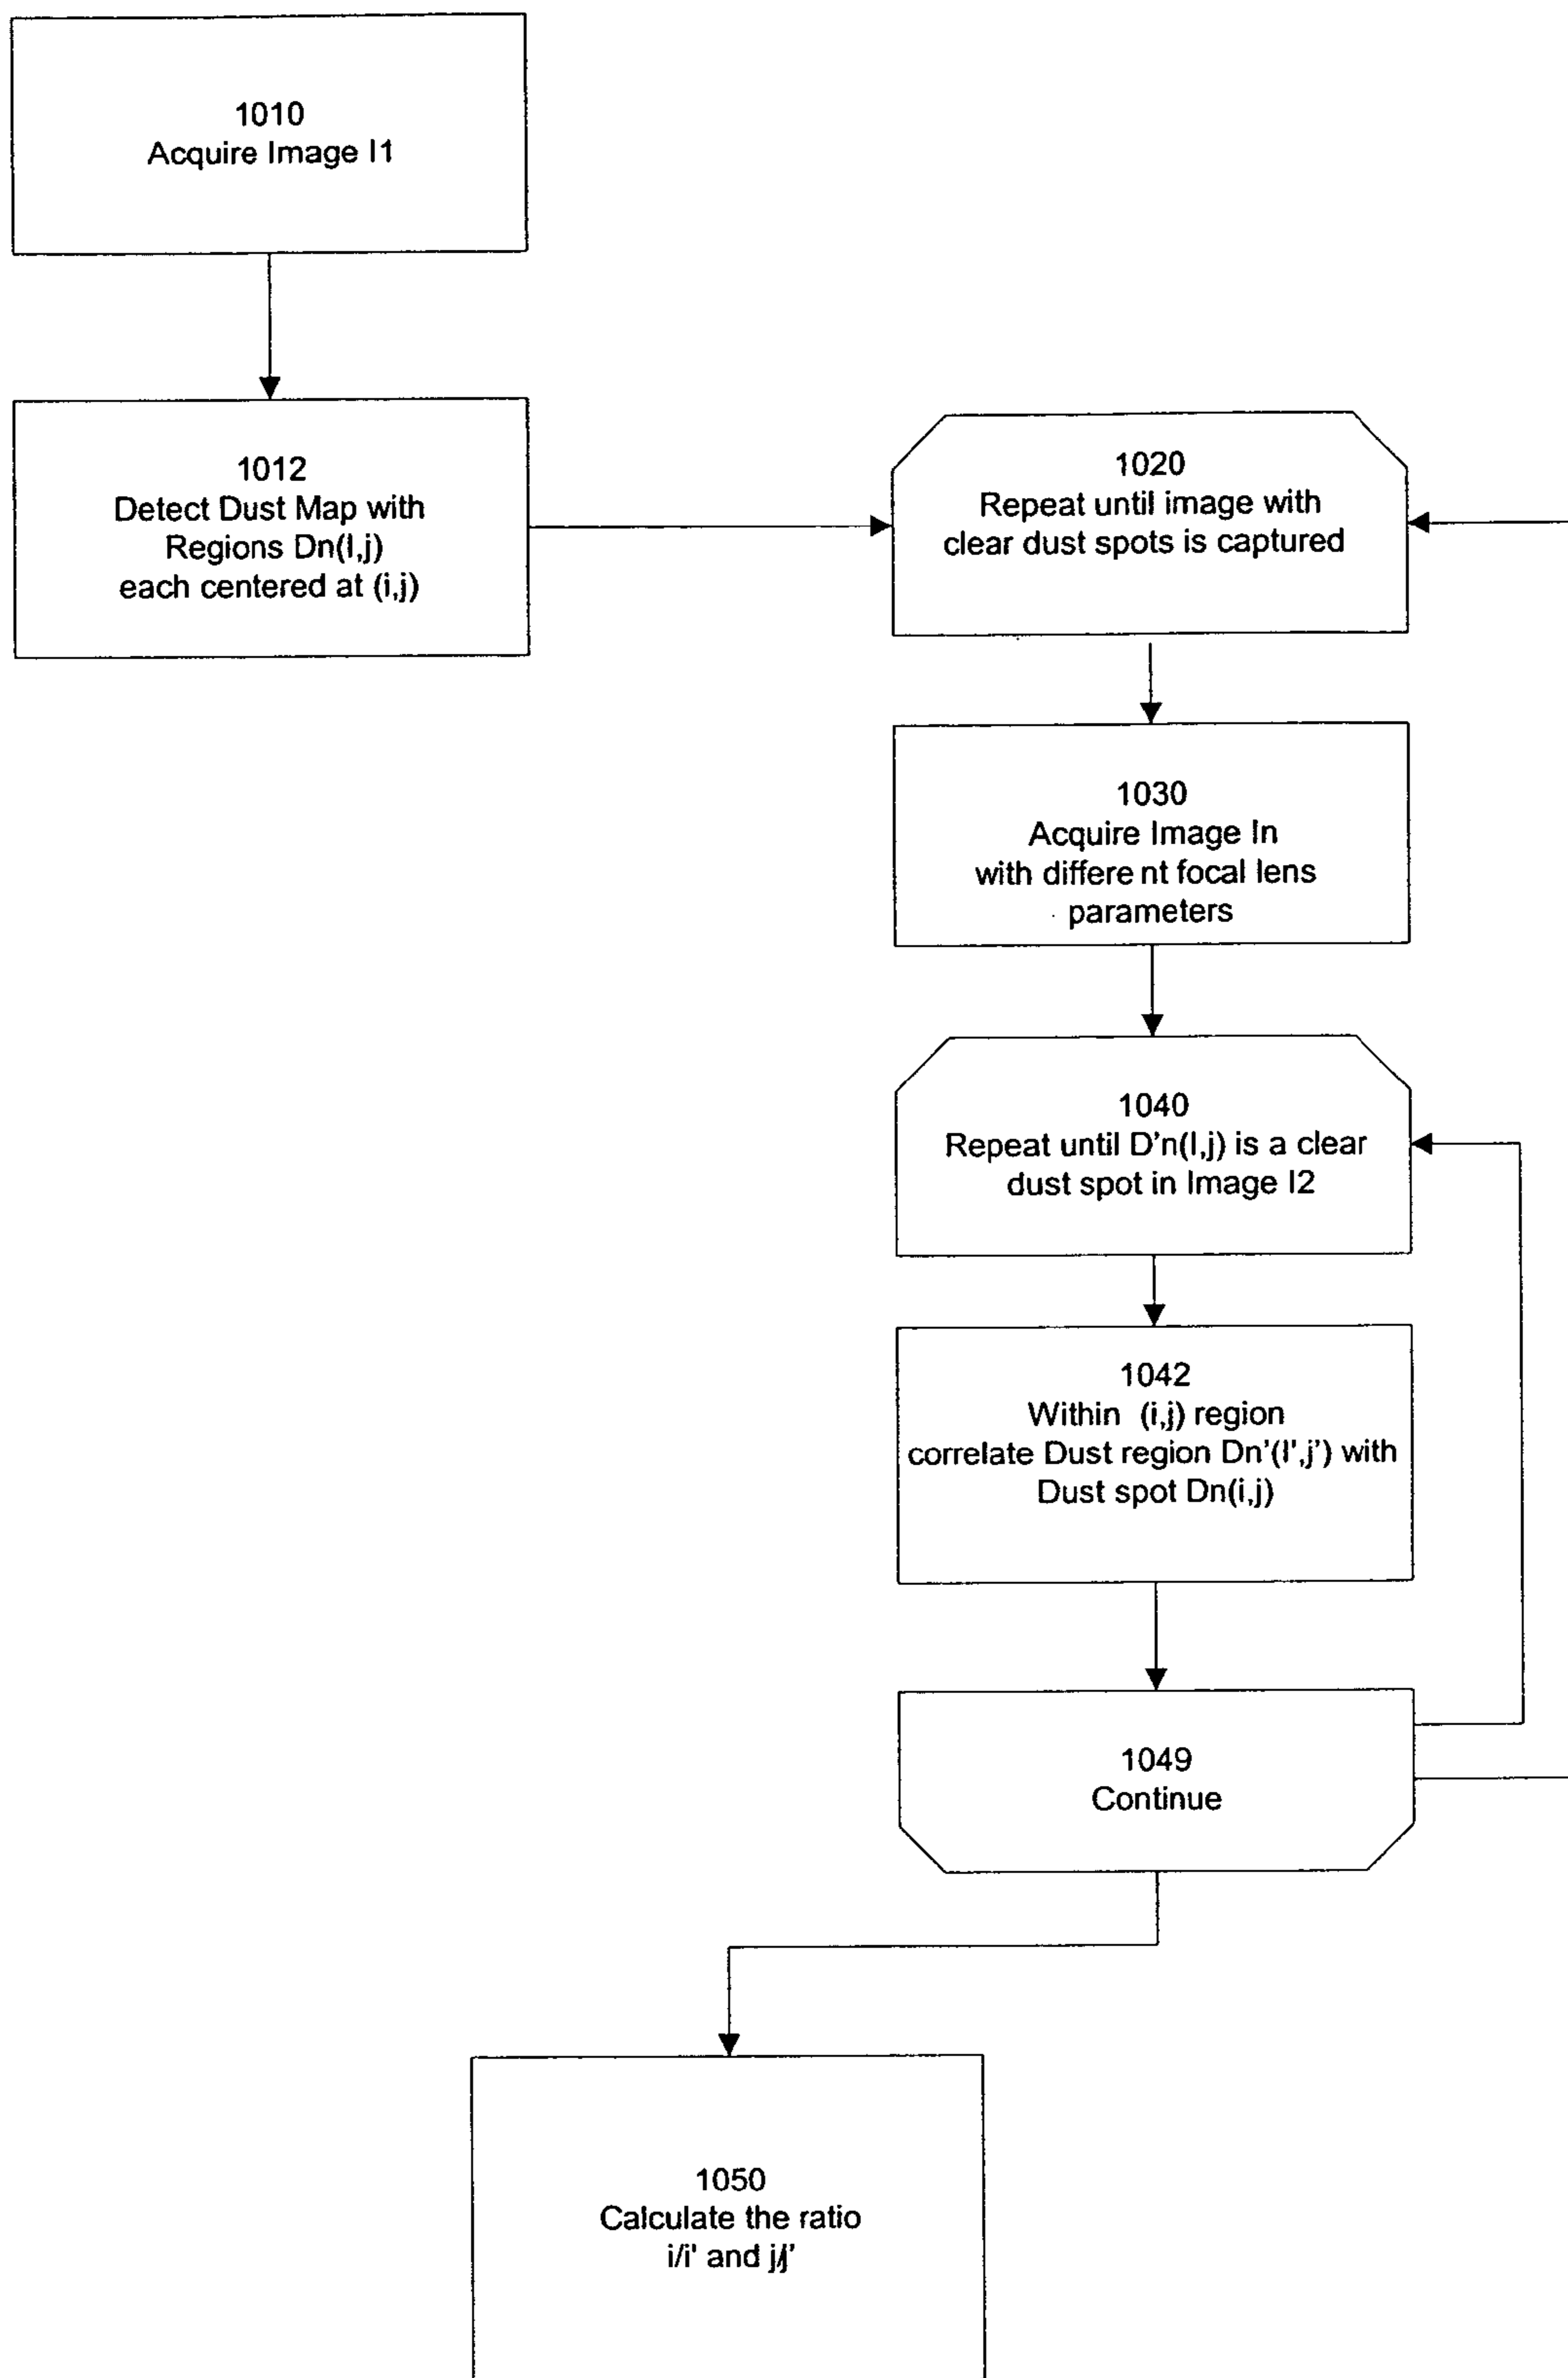 1010
Acquire Image I1
1012
Detect Dust Map with
Regions Dn(I,j)
each centered at (i,j)
1020
Repeat until image with
clear dust spots is captured
1030
Acquire Image In
with differe nt focal lens
parameters
1040
Repeat until D'n(I,j) is a clear
dust spot in Image I2
1042
Within (i,j) region
correlate Dust region Dn'(I',j') with
Dust spot Dn(i,j)
1049
Continue
1050
Calculate the ratio
i/i' and j/j'